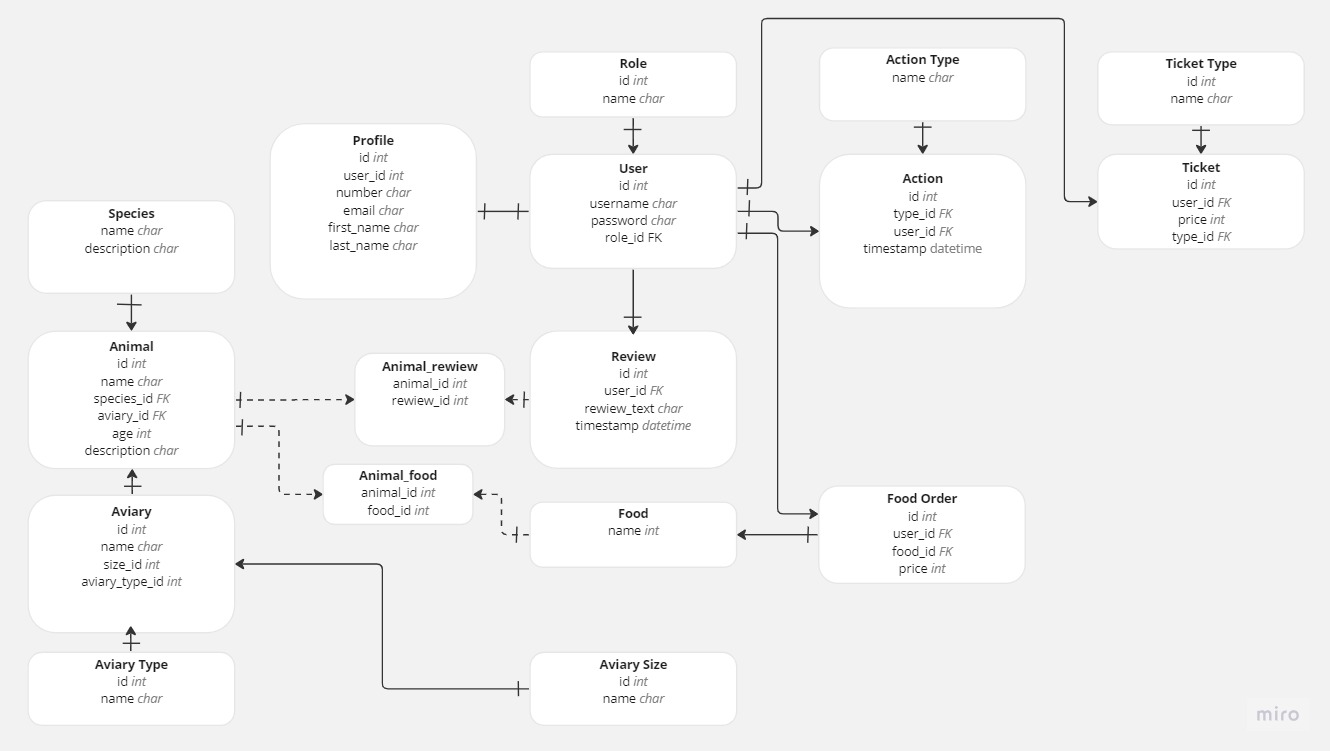 Role
id int
name char
Action Type
name char
Ticket Type
id int
name char
Profile
id int
user_id int
number char
email char
first_name char
last_name char
User
id int
username char
password char
role_id FK
Action
id int
type_id FK
user_id FK
timestamp datetime
Ticket
id int
user_id FK
price int
type_id FK
Species
name char
description char
Animal
id int
name char
species_id FK
aviary_id FK
age int
description char
Animal_rewiew
animal_id int
rewiew_id int
Review
id int
user_id FK
rewiew_text char
timestamp datetime
Animal_food
animal_id int
food_id int
Food
name int
Food Order
id int
user_id FK
food_id FK
price int
Aviary
id int
name char
size_id int
aviary_type_id int
Aviary Type
id int
name char
Aviary Size
id int
name char
miro